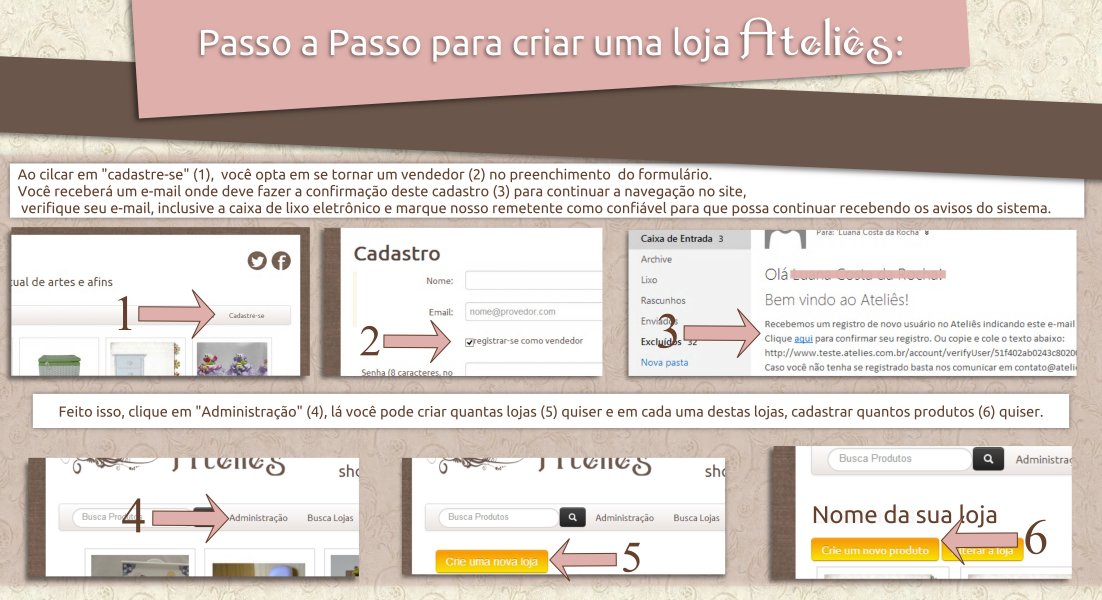 Passo a Passo para criar uma loja Ateliês:
Ao cilcar em "cadastre-se" (1), você opta em se tornar um vendedor (2) no preenchimento do formulário.
Você receberá um e-mail onde deve fazer a confirmação deste cadastro (3) para continuar a navegação no site,
verifique seu e-mail, inclusive a caixa de lixo eletrônico e marque nosso remetente como confiável para que possa continuar recebendo os avisos do sistema.
tual de artes e afins
1
Cadastre-se
Cadastro
Nome:
Email:
nome@provedor.com
2
registrar-se como vendedor
Senha (8 caracteres, no
Caixa de Entrada 3
Archive
Lixo
Rascunhos
Enviados
Excluídos 32
Nova pasta
3
Para: 'Luana Costa da Rocha'
Olá Luana Costa da Rocha!
Bem vindo ao Ateliês!
Recebemos um registro de novo usuário no Ateliês indicando este e-mail
Clique aqui para confirmar seu registro. Ou copie e cole o texto abaixo:
http://www.teste.atelies.com.br/account/verifyUser/51f402ab0243c80200
Caso você não tenha se registrado basta nos comunicar em contato@atelie
Feito isso, clique em "Administração" (4), lá você pode criar quantas lojas (5) quiser e em cada uma destas lojas, cadastrar quantos produtos (6) quiser.
Ateliês
sho
Busca Produtos
4
Administração
Busca Lojas
Ateliês
sho
Busca Produtos
Administração
Busca Lojas
Crie uma nova loja
5
Busca Produtos
Administra
Nome da sua loja
Crie um novo produto
Alterar a loja
6